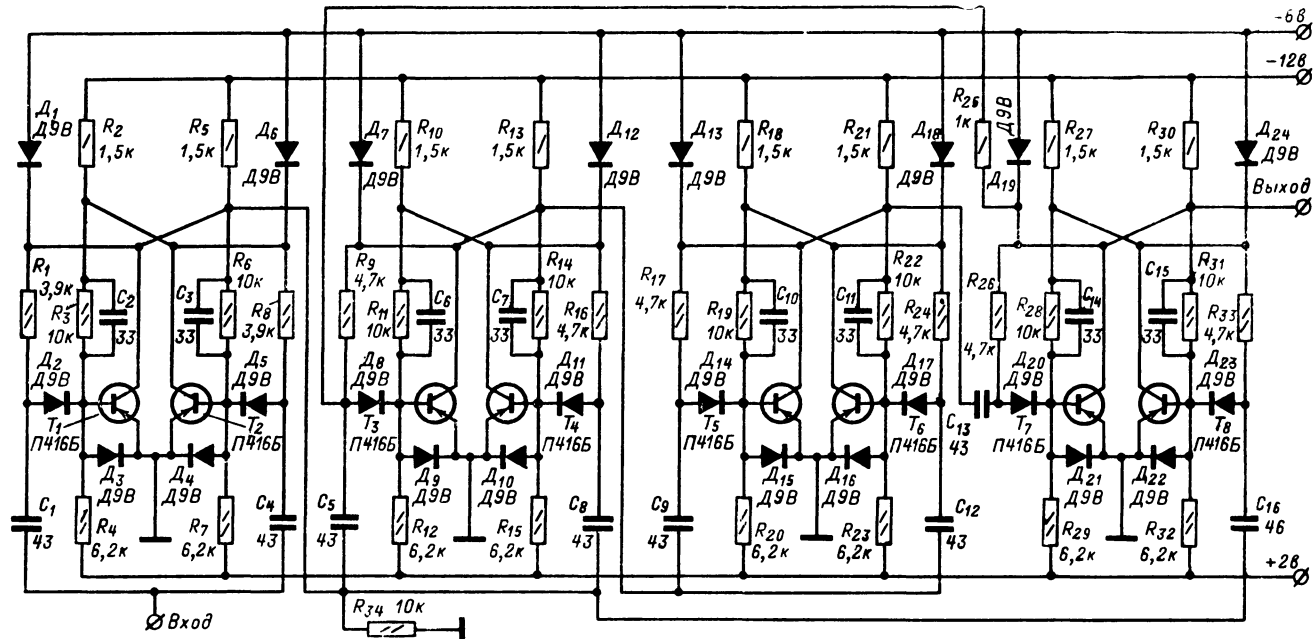 -6В
-12в
Д1
Д9В
R2
1,5к
R5
1,5к
Д6
Д9В
Д7
Д9В
R10
1,5к
R13
1,5к
Д12
Д9В
Д13
Д9В
R18
1,5к
R21
1,5к
Д18
Д9В
R25
1к
Д9В
Д19
R27
1,5к
R30
1,5к
Д24
Д9В
Выход
R1
3,9к
R3
10к
C2
33
C3
33
R6
10к
R8
3,9к
R9
4,7к
R11
10к
C6
33
C7
33
R14
10к
R16
4,7к
R17
4,7к
R19
10к
C10
33
C11
33
R22
10к
R24
4,7к
R26
4,7к
R28
10к
C14
33
C15
33
R31
10к
R33
4,7к
Д2
Д9В
Д5
Д9В
Д8
Д9В
Д11
Д9В
Д14
Д9В
Д17
Д9В
Д20
Д9В
Д23
Д9В
T1
П416Б
T2
П416Б
T3
П416Б
T4
П416Б
T5
П416Б
T6
П416Б
C13
43
T7
П416Б
T8
П416Б
Д3
Д9В
Д4
Д9В
Д9
Д9В
Д10
Д9В
Д15
Д9В
Д16
Д9В
Д21
Д9В
Д22
Д9В
C1
43
R4
6,2к
R7
6,2к
C4
43
C5
43
R12
6,2к
R15
6,2к
C8
43
C9
43
R20
6,2к
R23
6,2к
C12
43
R29
6,2к
R32
6,2к
C16
46
+2в
Вход
R34 10к